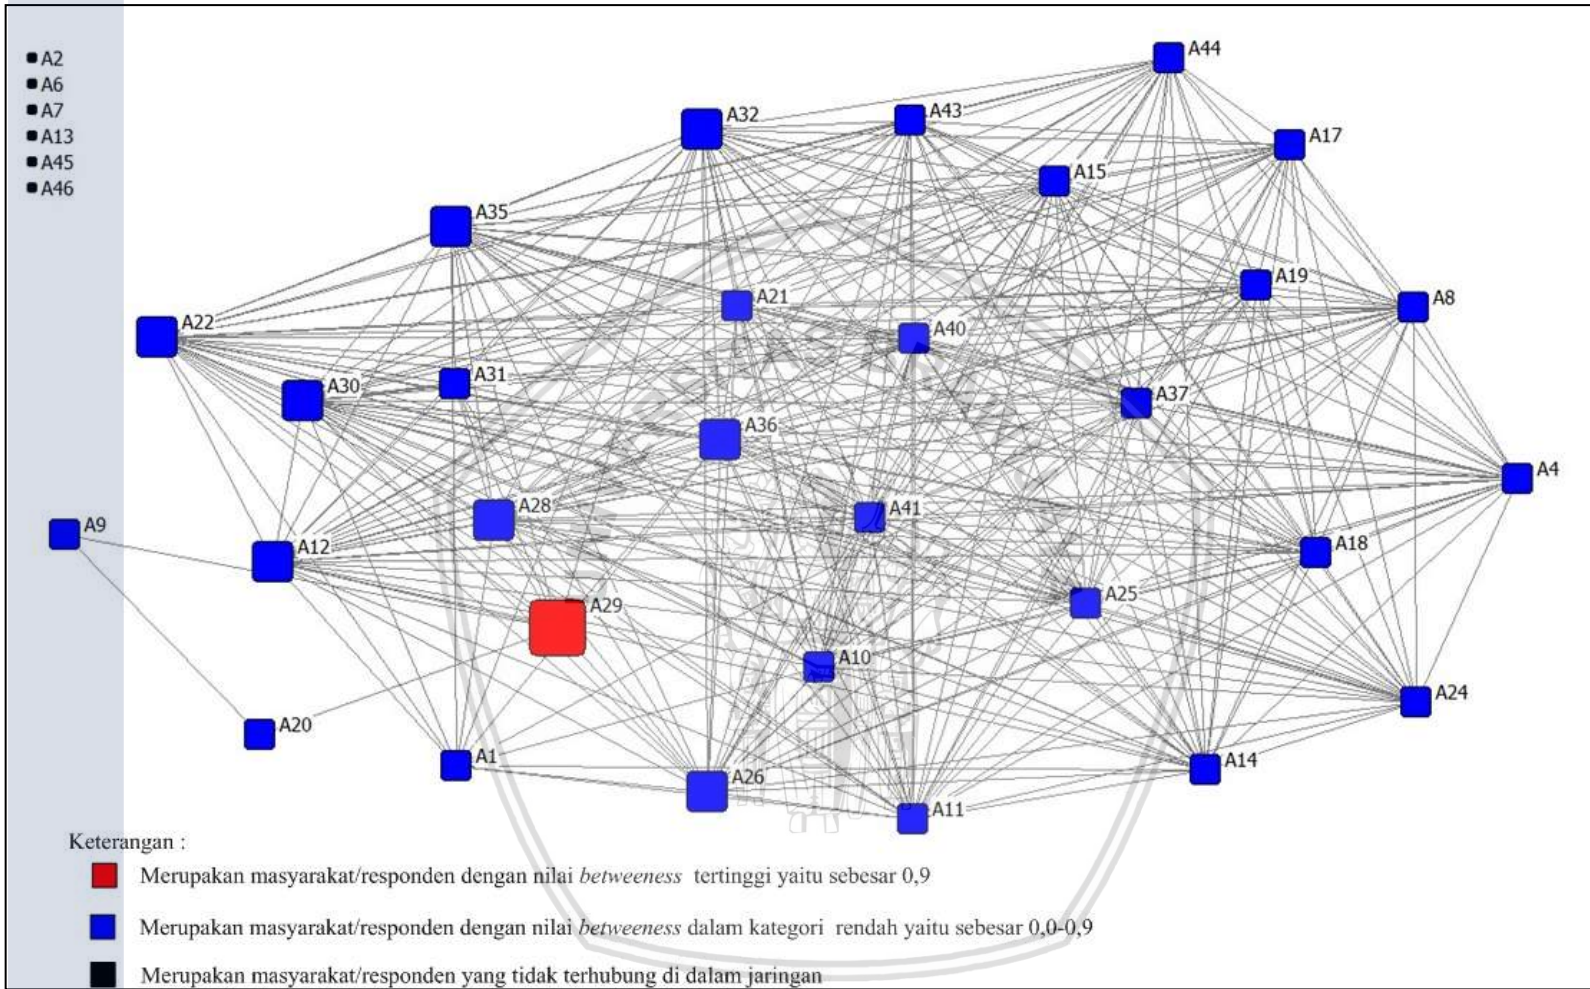 A2
A6
A7
A13
A45
A46
A44
A32
A43
A17
A15
A35
A19
A8
A21
A22
A40
A30
A31
A37
A36
A4
A28
A41
A9
A12
A18
A29
A25
A10
A24
A20
A1
A14
A26
A11
Keterangan :
Merupakan masyarakat/responden dengan nilai betweeness tertinggi yaitu sebesar 0,9
Merupakan masyarakat/responden dengan nilai betweeness dalam kategori rendah yaitu sebesar 0,0-0,9
Merupakan masyarakat/responden yang tidak terhubung di dalam jaringan